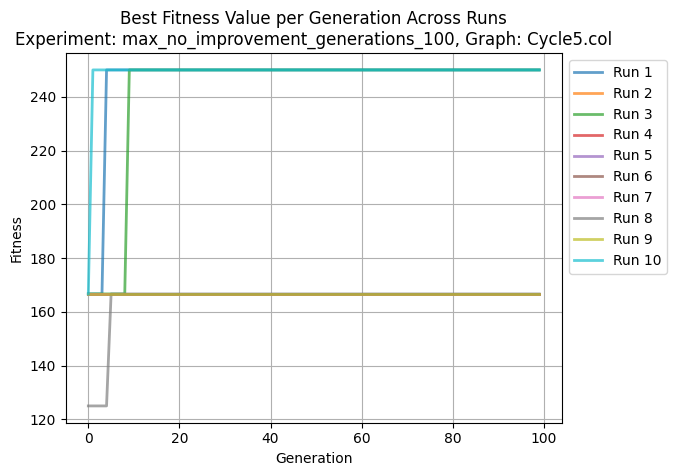 Best Fitness Value per Generation Across Runs
Experiment: max_no_improvement_generations_100, Graph: Cycle5.col
Fitness
240
220
200
180
160
140
120
0
20
40
60
80
100
Generation
Run 1
Run 2
Run 3
Run 4
Run 5
Run 6
Run 7
Run 8
Run 9
Run 10